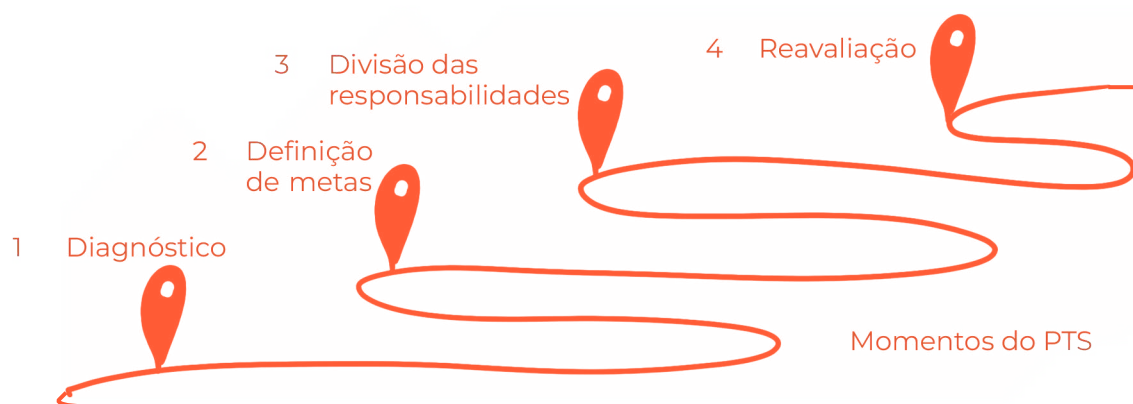 4 Reavaliação
3 Divisão das
responsabilidades
2 Definição
de metas
1 Diagnóstico
Momentos do PTS